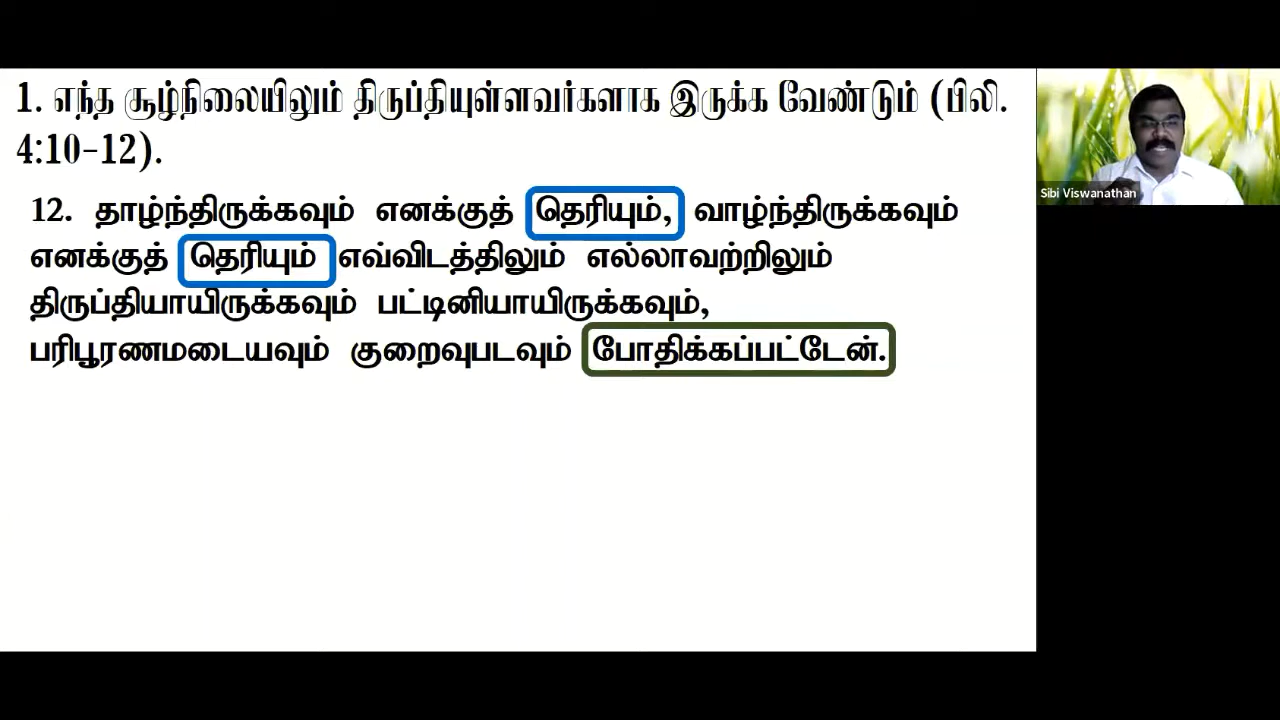 1. எந்த சூழ்நிலையிலும் திருப்தியுள்ளவர்களாக இருக்க வேண்டும் (பிலி.
4:10-12).
12. தாழ்ந்திருக்கவும் எனக்குத் தெரியும், வாழ்ந்திருக்கவும்
எனக்குத் தெரியும் எவ்விடத்திலும் எல்லாவற்றிலும்
திருப்தியாயிருக்கவும் பட்டினியாயிருக்கவும்,
பரிபூரணமடையவும் குறைவுபடவும் போதிக்கப்பட்டேன்.
Sibi Viswanathan